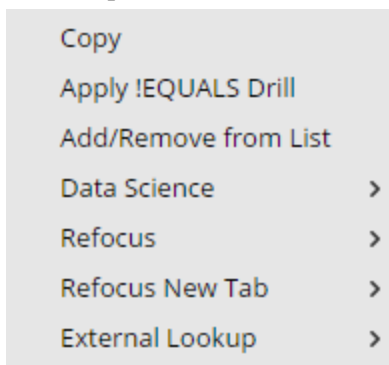 Copy
Apply !EQUALS Drill
Add/Remove from List
Data Science
Refocus
Refocus New Tab
External Lookup